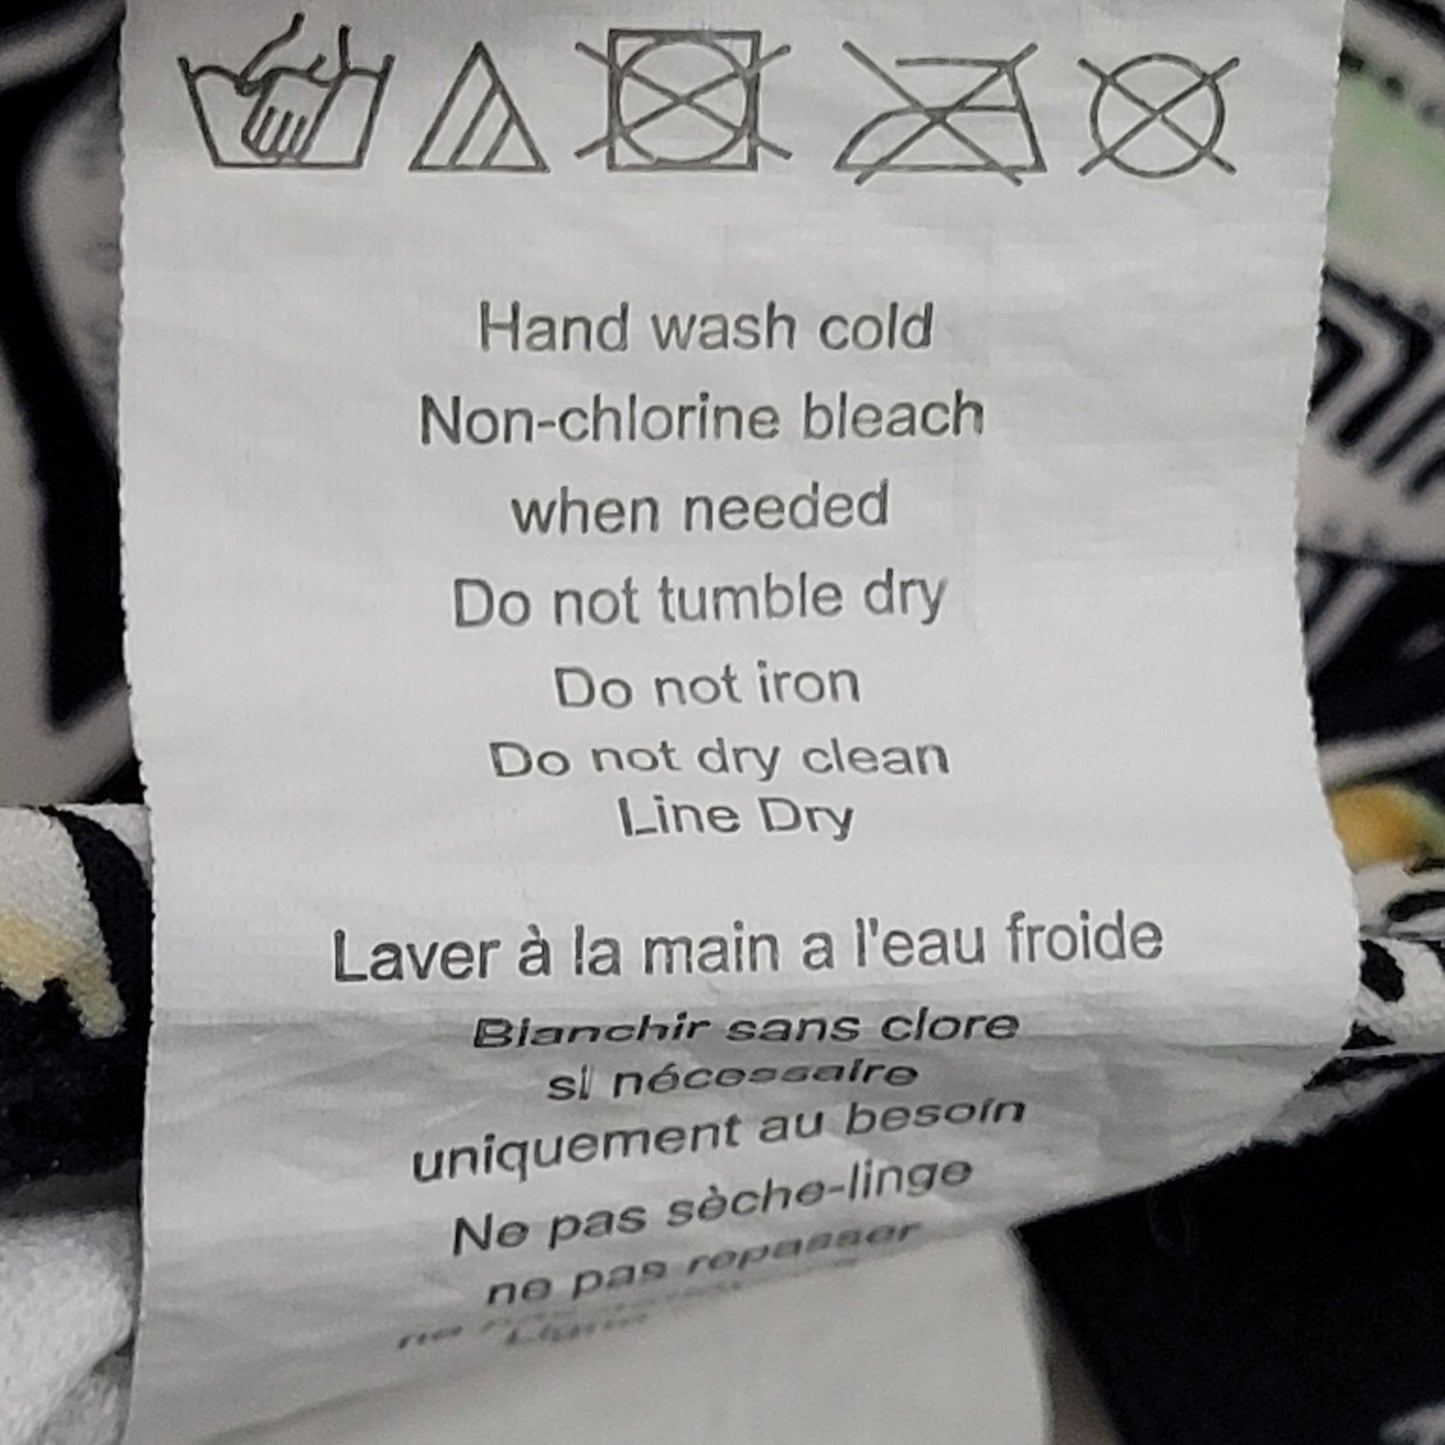 Hand wash cold
Non-chlorine bleach
when needed
Do not tumble dry
Do not iron
Do not dry clean
Line Dry
Laver à la main a l'eau froide
Blanchir sans clore
si nécessaire
uniquement au besoin
Ne pas sèche-linge
ne pas repasser
ne